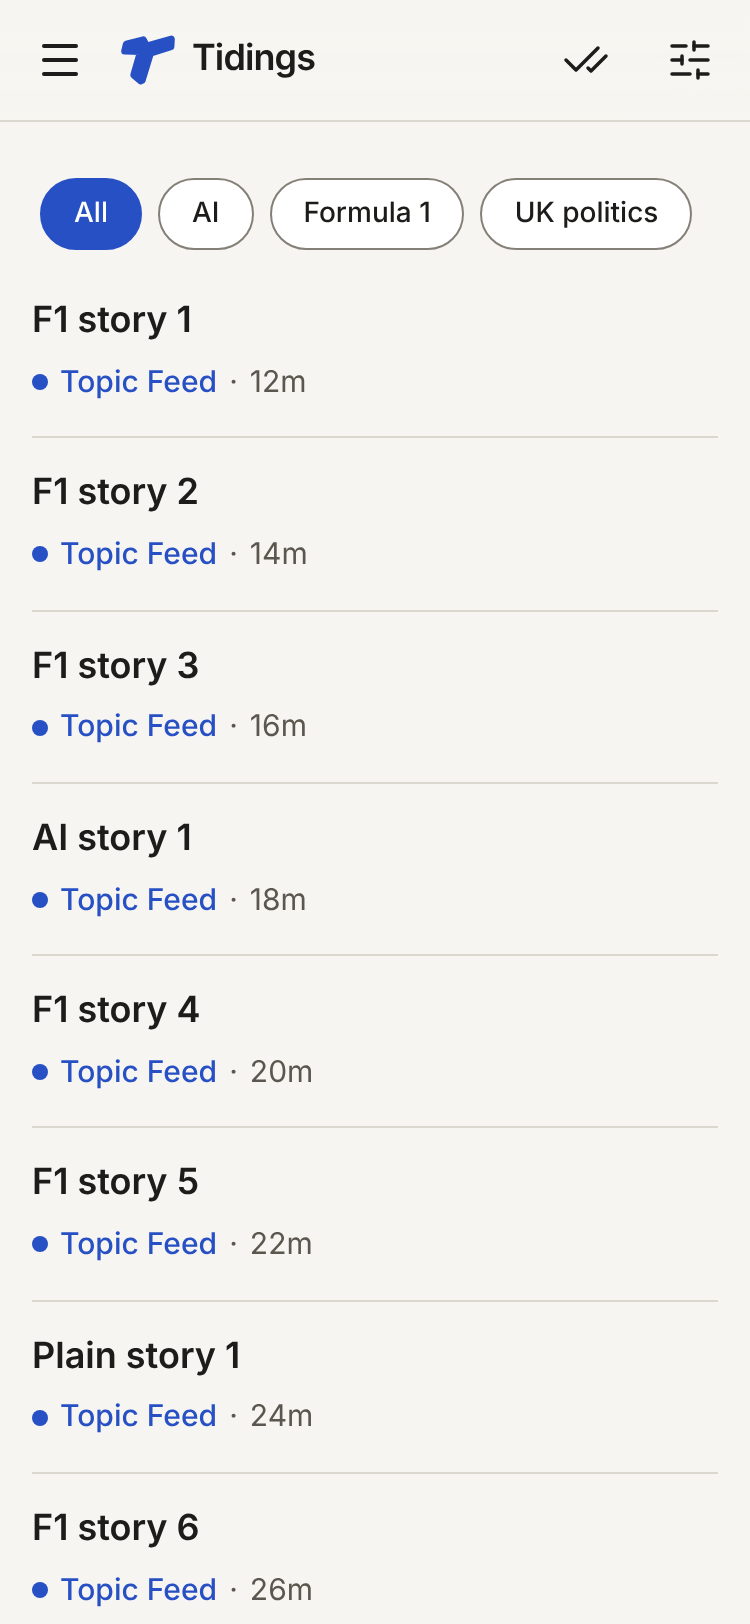 Tidings
All
AI
Formula 1
UK politics
F1 story 1
Topic Feed · 12m
F1 story 2
Topic Feed · 14m
F1 story 3
Topic Feed · 16m
AI story 1
Topic Feed · 18m
F1 story 4
Topic Feed · 20m
F1 story 5
Topic Feed · 22m
Plain story 1
Topic Feed · 24m
F1 story 6
Topic Feed · 26m